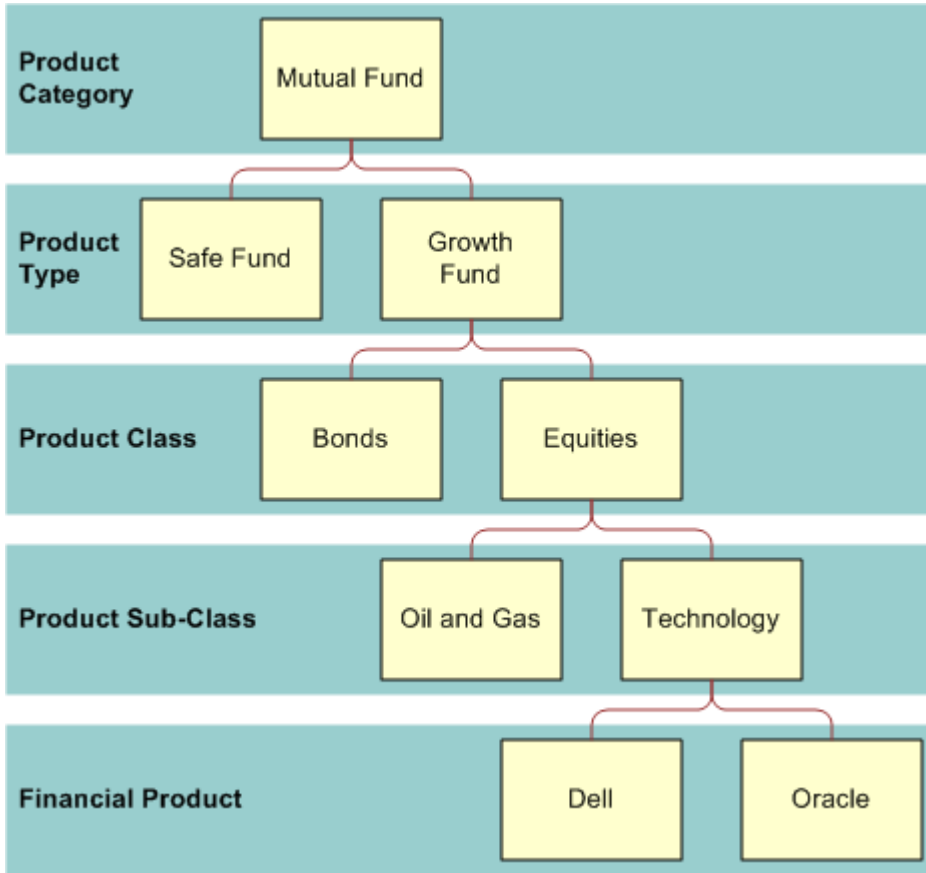 Product
Category
Mutual Fund
Product
Type
Safe Fund
Growth
Fund
Product Class
Bonds
Equities
Product Sub-Class
Oil and Gas
Technology
Financial Product
Dell
Oracle